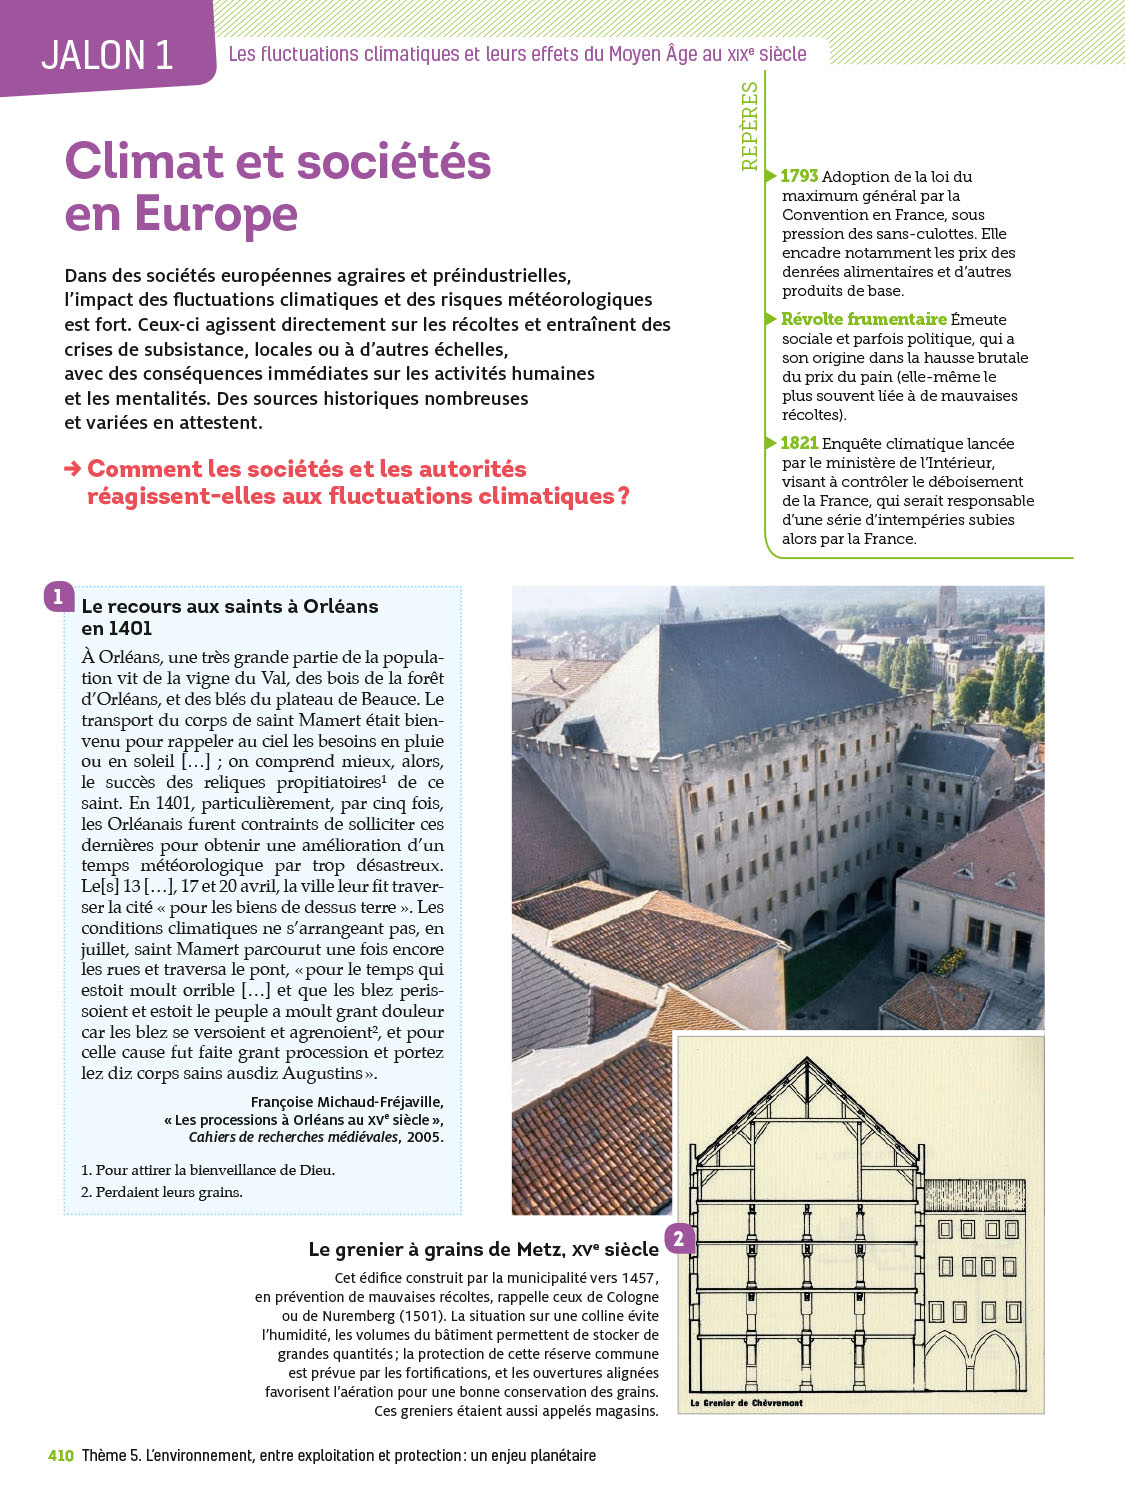 JALON 1
Les fluctuations climatiques et leurs effets du Moyen Âge au XIXe siècle
Climat et sociétés
en Europe
Dans des sociétés européennes agraires et préindustrielles,
l'impact des fluctuations climatiques et des risques météorologiques
est fort. Ceux-ci agissent directement sur les récoltes et entraînent des
crises de subsistance, locales ou à d'autres échelles,
avec des conséquences immédiates sur les activités humaines
et les mentalités. Des sources historiques nombreuses
et variées en attestent.
→ Comment les sociétés et les autorités
réagissent-elles aux fluctuations climatiques ?
REPÈRES
1793 Adoption de la loi du
maximum général par la
Convention en France, sous
pression des sans-culottes. Elle
encadre notamment les prix des
denrées alimentaires et d'autres
produits de base.
Révolte frumentaire Émeute
sociale et parfois politique, qui a
son origine dans la hausse brutale
du prix du pain (elle-même le
plus souvent liée à de mauvaises
récoltes).
1821 Enquête climatique lancée
par le ministère de l'Intérieur,
visant à contrôler le déboisement
de la France, qui serait responsable
d'une série d'intempéries subies
alors par la France.
1
Le recours aux saints à Orléans
en 1401
À Orléans, une très grande partie de la popula-
tion vit de la vigne du Val, des bois de la forêt
d'Orléans, et des blés du plateau de Beauce. Le
transport du corps de saint Mamert était bien-
venu pour rappeler au ciel les besoins en pluie
ou en soleil […] ; on comprend mieux, alors,
le succès des reliques propitiatoires¹ de ce
saint. En 1401, particulièrement, par cinq fois,
les Orléanais furent contraints de solliciter ces
dernières pour obtenir une amélioration d'un
temps météorologique par trop désastreux.
Le[s] 13 […], 17 et 20 avril, la ville leur fit traver-
ser la cité « pour les biens de dessus terre ». Les
conditions climatiques ne s'arrangeant pas, en
juillet, saint Mamert parcourut une fois encore
les rues et traversa le pont, « pour le temps qui
estoit moult orrible […] et que les blez peris-
soient et estoit le peuple a moult grant douleur
car les blez se versoient et agrenoient², et pour
celle cause fut faite grant procession et portez
lez diz corps sains ausdiz Augustins ».
Françoise Michaud-Fréjaville,
« Les processions à Orléans au XVe siècle »,
Cahiers de recherches médiévales, 2005.
1. Pour attirer la bienveillance de Dieu.
2. Perdaient leurs grains.
2
Le grenier à grains de Metz, XVe siècle
Cet édifice construit par la municipalité vers 1457,
en prévention de mauvaises récoltes, rappelle ceux de Cologne
ou de Nuremberg (1501). La situation sur une colline évite
l'humidité, les volumes du bâtiment permettent de stocker de
grandes quantités ; la protection de cette réserve commune
est prévue par les fortifications, et les ouvertures alignées
favorisent l'aération pour une bonne conservation des grains.
Ces greniers étaient aussi appelés magasins.
Le Grenier de Chèvremont
410 Thème 5. L'environnement, entre exploitation et protection : un enjeu planétaire